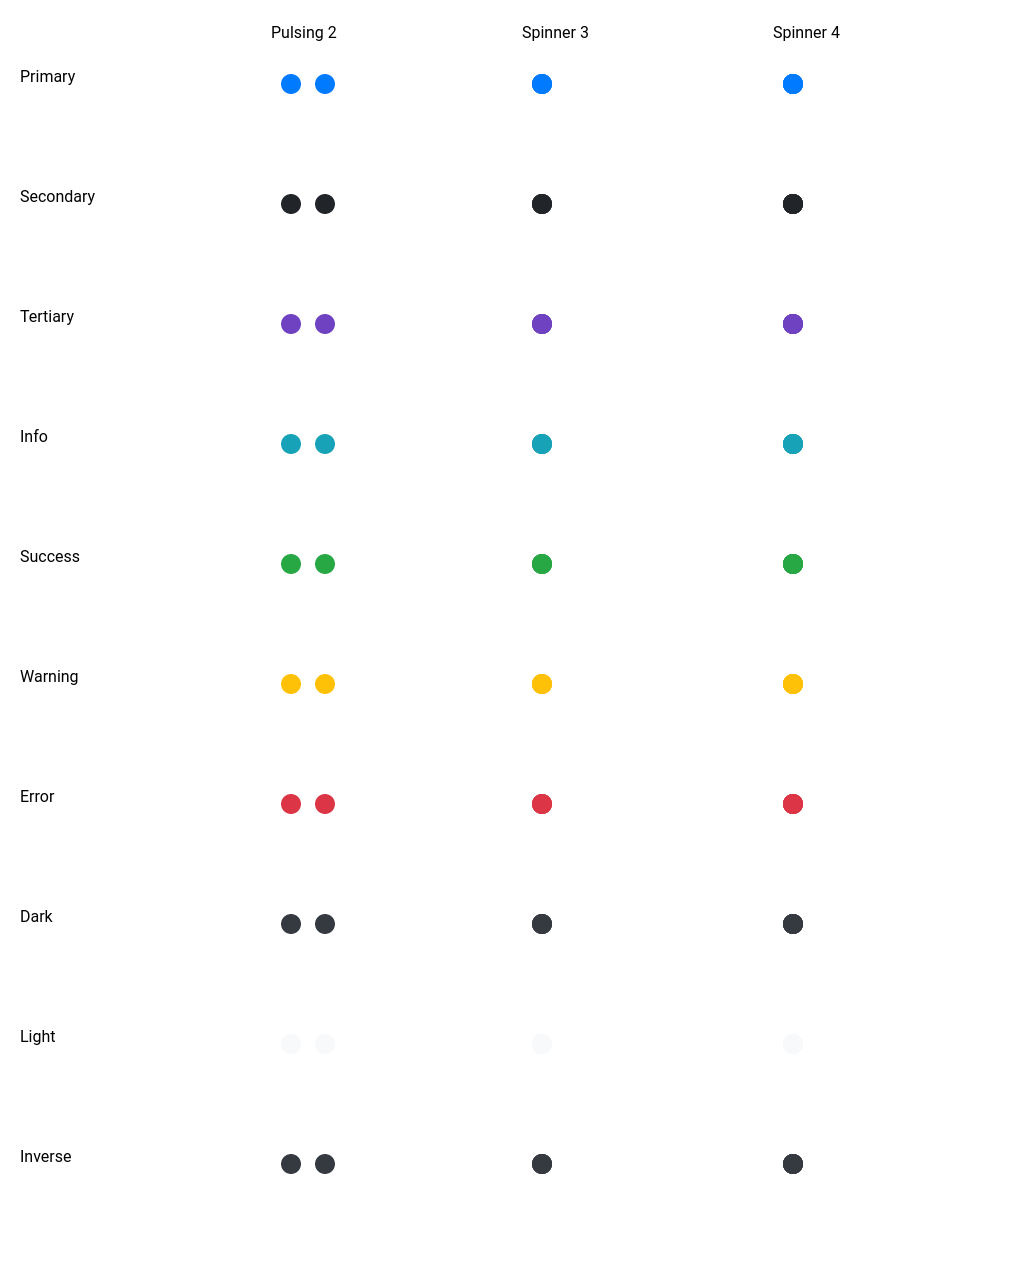 Pulsing 2 Spinner 3 Spinner 4
Primary
Secondary
Tertiary
Info
Success
Warning
Error
Dark
Light
Inverse